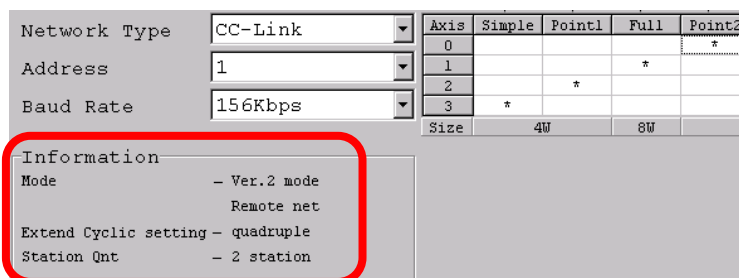 Network Type CC-Link
Address 1
Baud Rate 156Kbps
Axis Simple Point1 Full Point2
0 *
1 *
2 *
3 *
Size 4W 8W
Information
Mode – Ver.2 mode
Remote net
Extend Cyclic setting – quadruple
Station Qnt – 2 station